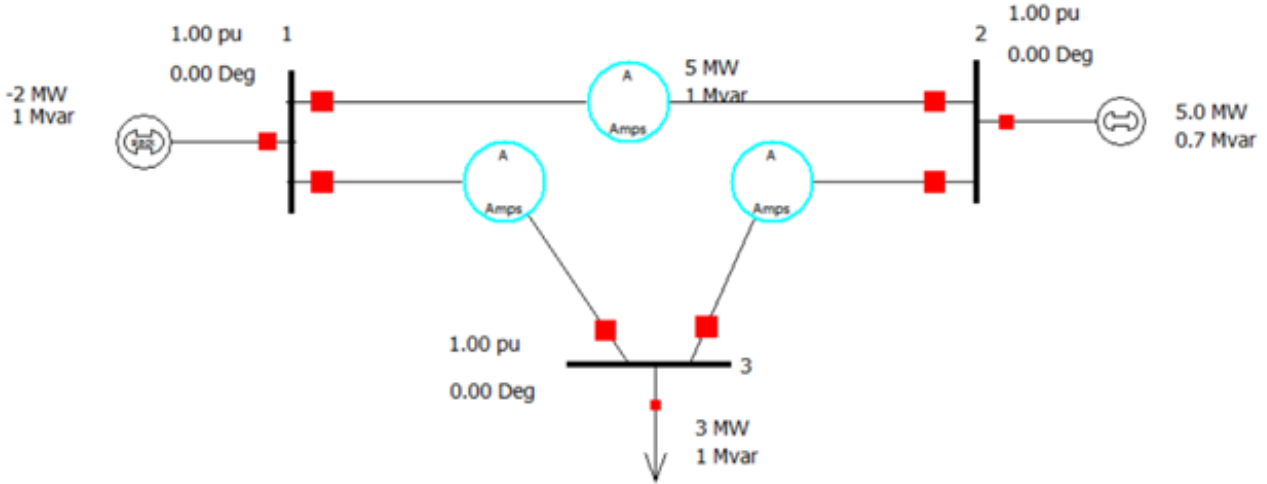 1.00 pu
1
0.00 Deg
-2 MW
1 Mvar
A
Amps
5 MW
1 Mvar
1.00 pu
2
0.00 Deg
5.0 MW
0.7 Mvar
A
Amps
A
Amps
1.00 pu
0.00 Deg
3
3 MW
1 Mvar